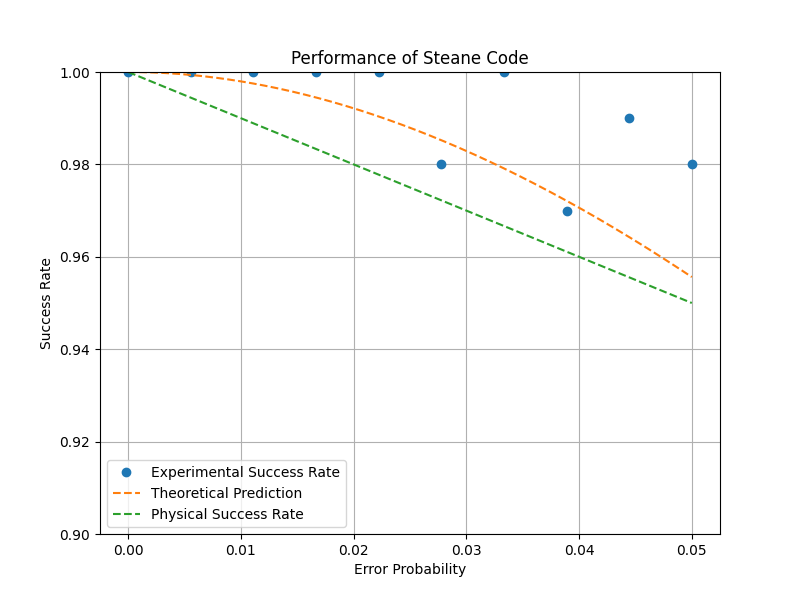 Performance of Steane Code
1.00
0.98
0.96
0.94
0.92
0.90
Success Rate
Experimental Success Rate
Theoretical Prediction
Physical Success Rate
0.00 0.01 0.02 0.03 0.04 0.05
Error Probability